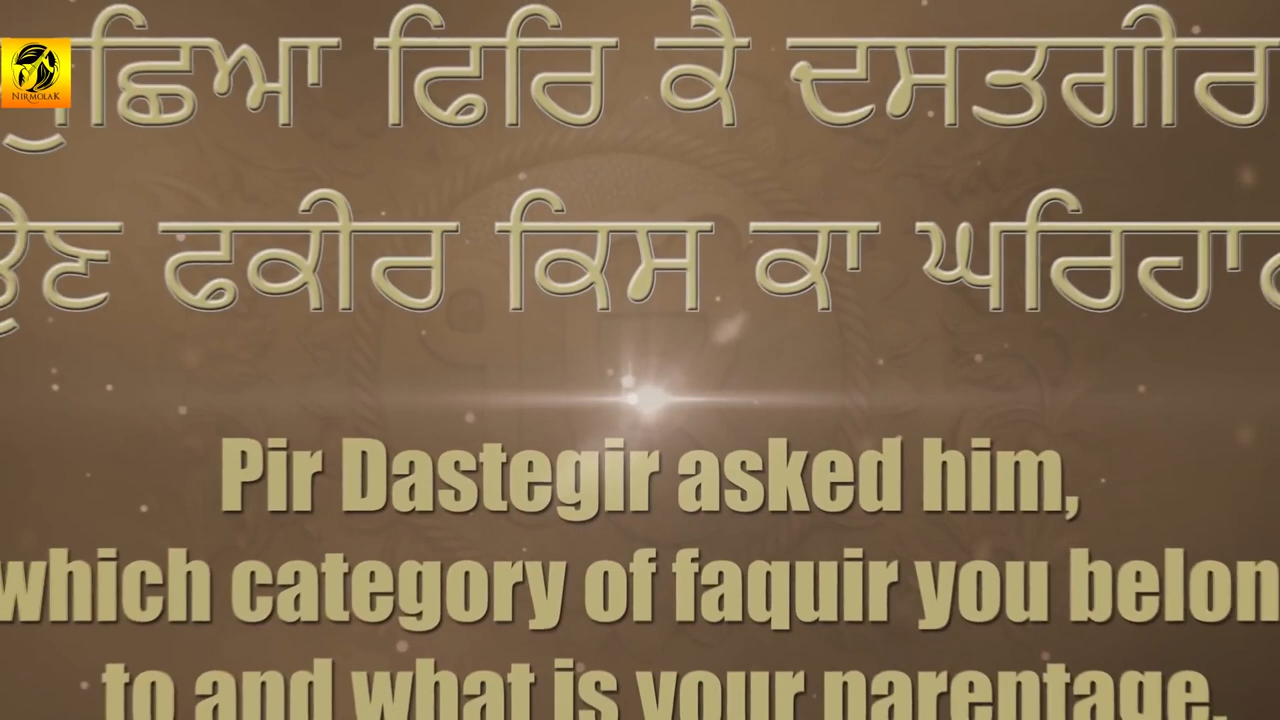 ਪੁਛਿਆ ਫਿਰਿ ਕੈ ਦਸਤਗੀਰ
ਫਕੀਰ ਕਿਸ ਕਾ
Pir Dastegir asked him,
which category of faquir you
to and what is your parentage.
NIRMOLAK